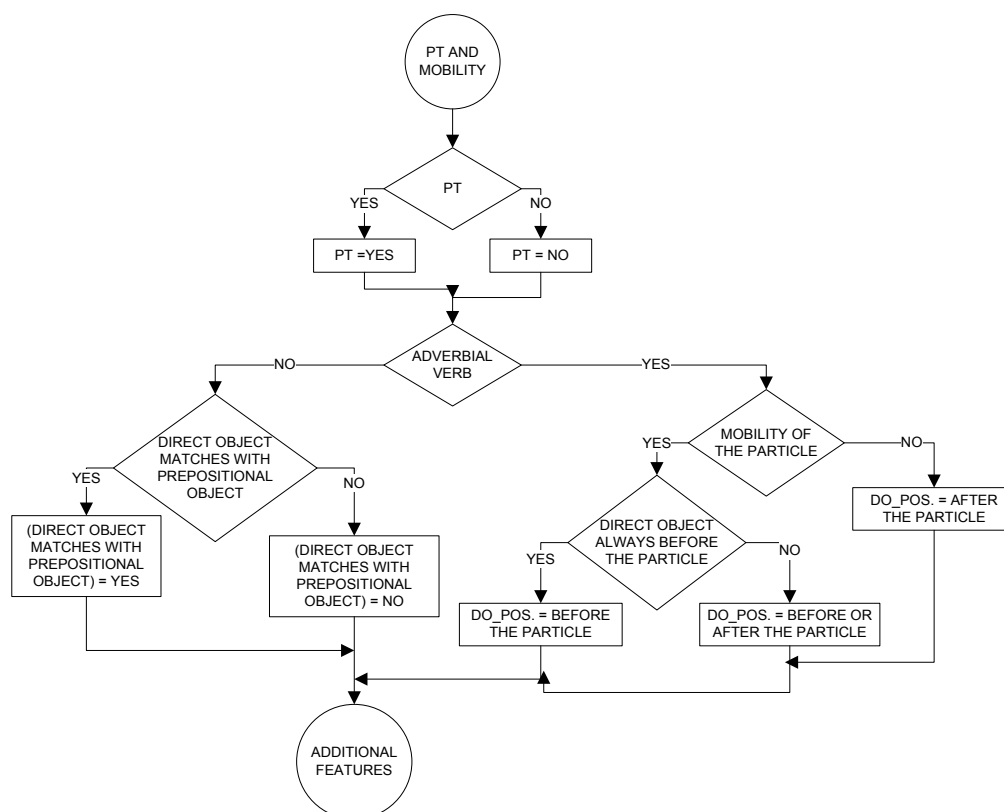 PT AND
MOBILITY
PT
YES
NO
PT =YES
PT = NO
ADVERBIAL
VERB
NO
YES
DIRECT OBJECT
MATCHES WITH
PREPOSITIONAL
OBJECT
YES
NO
MOBILITY OF
THE PARTICLE
YES
NO
(DIRECT OBJECT
MATCHES WITH
PREPOSITIONAL
OBJECT) = YES
(DIRECT OBJECT
MATCHES WITH
PREPOSITIONAL
OBJECT) = NO
DIRECT OBJECT
ALWAYS BEFORE
THE PARTICLE
YES
NO
DO_POS. = AFTER
THE PARTICLE
DO_POS. = BEFORE
THE PARTICLE
DO_POS. = BEFORE OR
AFTER THE PARTICLE
ADDITIONAL
FEATURES